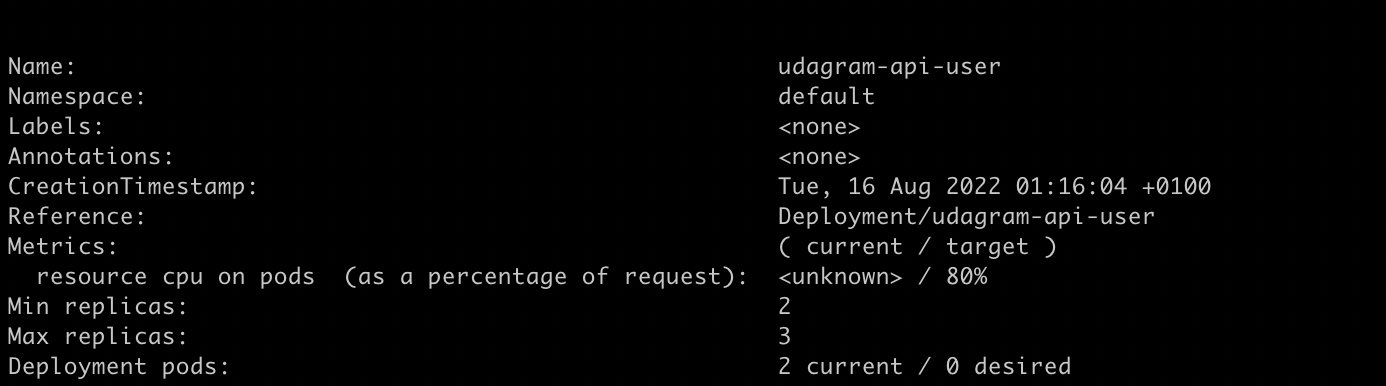 Name: udagram-api-user
Namespace: default
Labels: <none>
Annotations: <none>
CreationTimestamp: Tue, 16 Aug 2022 01:16:04 +0100
Reference: Deployment/udagram-api-user
Metrics: ( current / target )
resource cpu on pods  (as a percentage of request): <unknown> / 80%
Min replicas: 2
Max replicas: 3
Deployment pods: 2 current / 0 desired